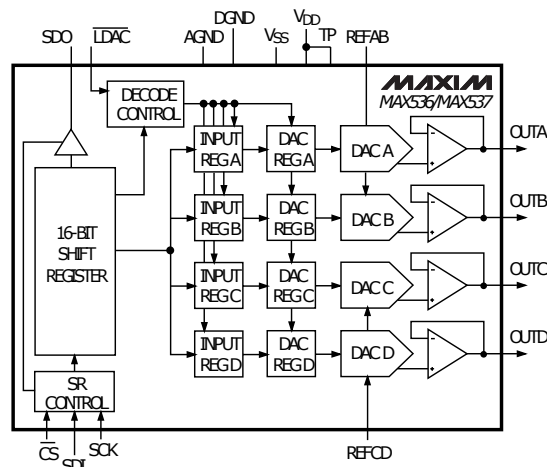 SDO
LDAC
AGND
DGND
VSS
VDD
TP
REFAB
MAXIM
MAX536/MAX537
DECODE
CONTROL
INPUT
REG A
DAC
REG A
DAC A
OUTA
INPUT
REG B
DAC
REG B
DAC B
OUTB
16-BIT
SHIFT
REGISTER
INPUT
REG C
DAC
REG C
DAC C
OUTC
INPUT
REG D
DAC
REG D
DAC D
OUTD
SR
CONTROL
CS
SDI
SCK
REFCD